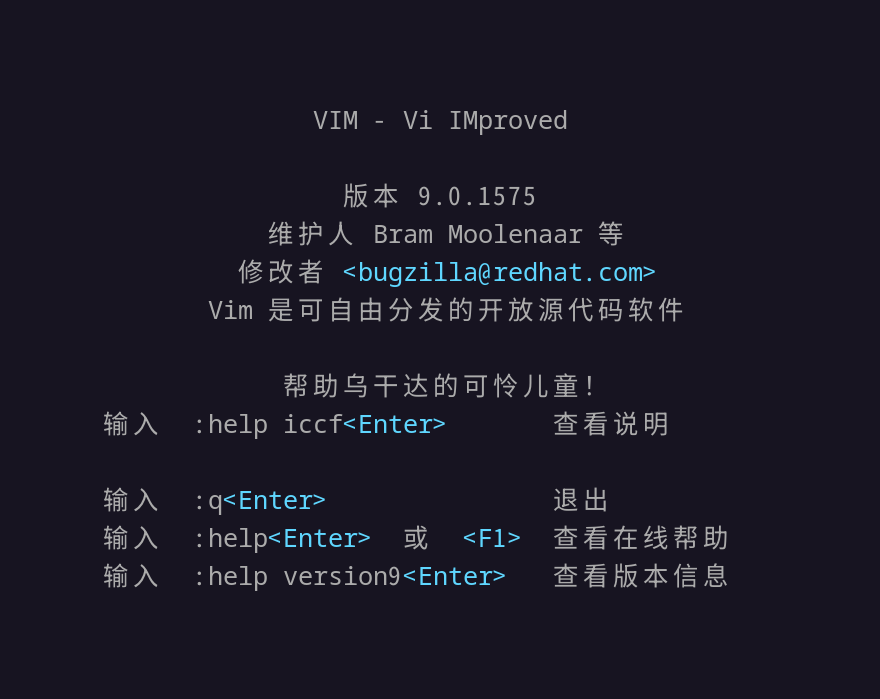 VIM - Vi IMproved
版本 9.0.1575
维护人 Bram Moolenaar 等
修改者 <bugzilla@redhat.com>
Vim 是可自由分发的开放源代码软件
帮助乌干达的可怜儿童!
输入  :help iccf<Enter>       查看说明
输入  :q<Enter>               退出
输入  :help<Enter>  或  <F1>  查看在线帮助
输入  :help version9<Enter>   查看版本信息